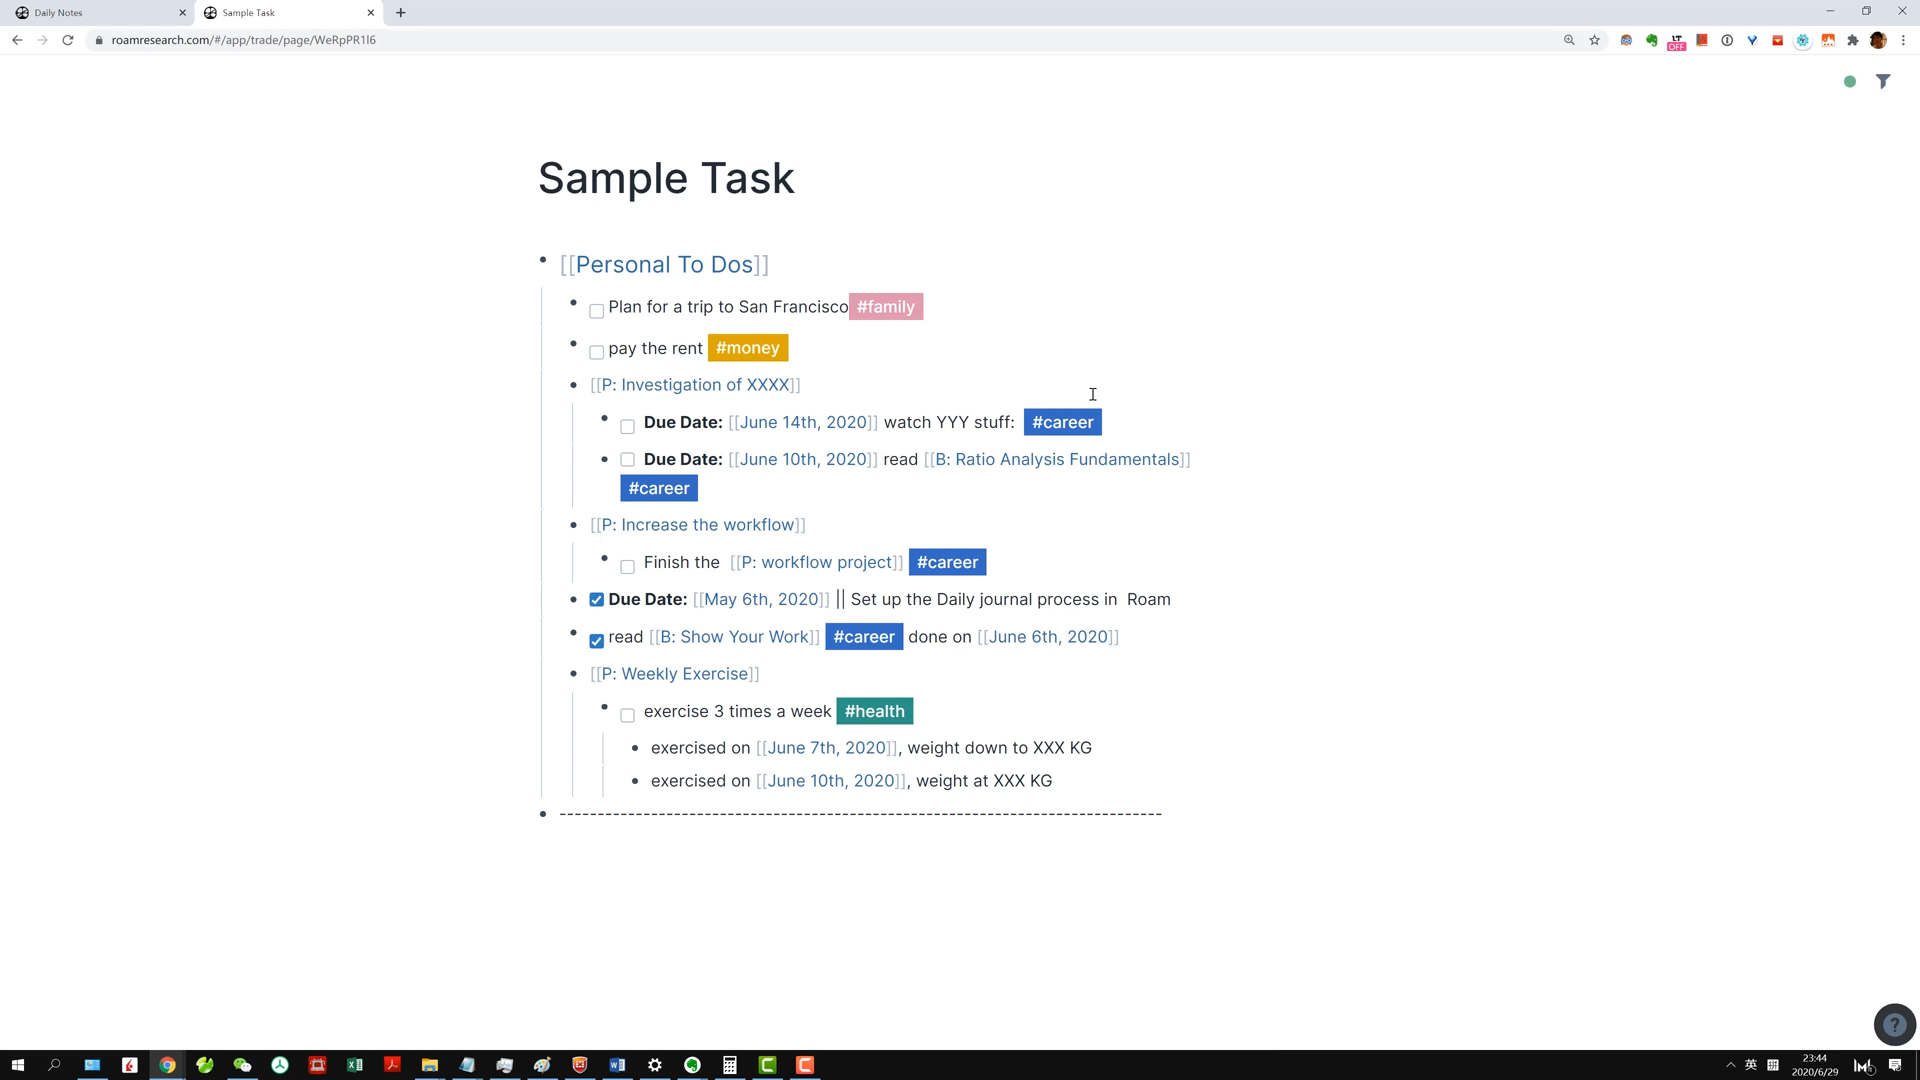 Daily Notes
Sample Task
roamresearch.com/#/app/trade/page/WeRpPR1l6
LT
OFF
Sample Task
[[Personal To Dos]]
Plan for a trip to San Francisco #family
pay the rent #money
[[P: Investigation of XXXX]]
Due Date: [[June 14th, 2020]] watch YYY stuff: #career
Due Date: [[June 10th, 2020]] read [[B: Ratio Analysis Fundamentals]]
#career
[[P: Increase the workflow]]
Finish the [[P: workflow project]] #career
Due Date: [[May 6th, 2020]] || Set up the Daily journal process in Roam
read [[B: Show Your Work]] #career done on [[June 6th, 2020]]
[[P: Weekly Exercise]]
exercise 3 times a week #health
exercised on [[June 7th, 2020]], weight down to XXX KG
exercised on [[June 10th, 2020]], weight at XXX KG
--------------------------------------------------------------------------------
?
英
23:44
2020/6/29